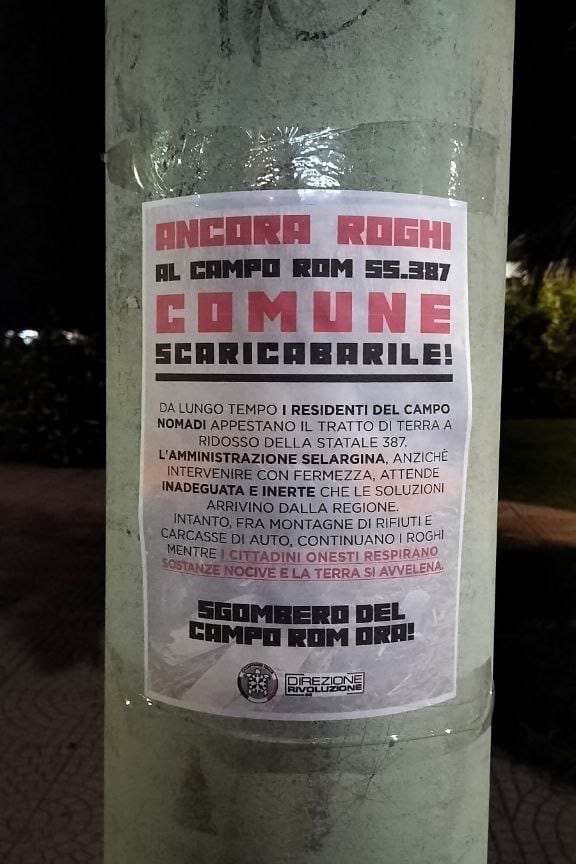 ANCORA ROGHI
AL CAMPO ROM SS.387
COMUNE
SCARICABARILE!
DA LUNGO TEMPO I RESIDENTI DEL CAMPO
NOMADI APPESTANO IL TRATTO DI TERRA A
RIDOSSO DELLA STATALE 387.
L'AMMINISTRAZIONE SELARGINA, ANZICHÈ
INTERVENIRE CON FERMEZZA, ATTENDE
INADEGUATA E INERTE CHE LE SOLUZIONI
ARRIVINO DALLA REGIONE.
INTANTO, FRA MONTAGNE DI RIFIUTI E
CARCASSE DI AUTO, CONTINUANO I ROGHI
MENTRE I CITTADINI ONESTI RESPIRANO
SOSTANZE NOCIVE E LA TERRA SI AVVELENA.
SGOMBERO DEL
CAMPO ROM ORA!
DIREZIONE
RIVOLUZIONE